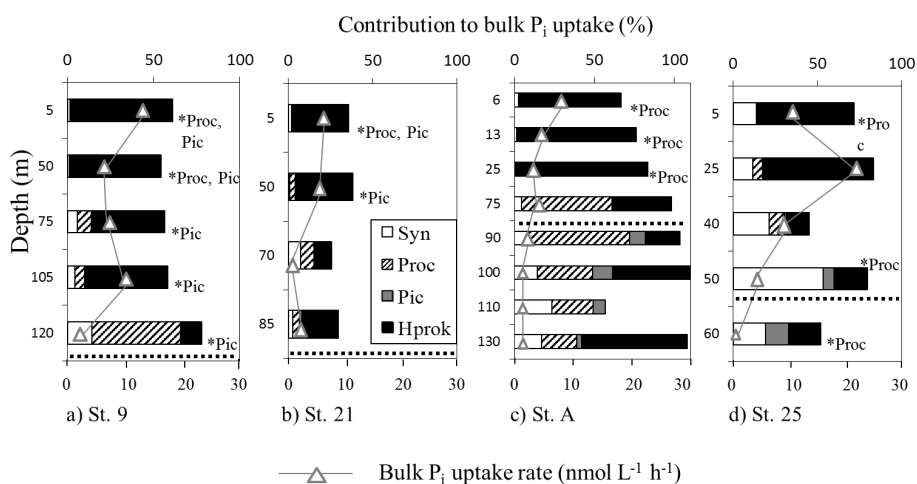 Contribution to bulk Pi uptake (%)
0 50 100
0 50 100
0 50 100
0 50 100
Depth (m)
5 *Proc, Pic
50 *Proc, Pic
75 *Pic
105 *Pic
120 *Pic
0 10 20 30
a) St. 9
5 *Proc, Pic
50 *Pic
70
85
Syn
Proc
Pic
Hprok
0 10 20 30
b) St. 21
6 *Proc
13 *Proc
25 *Proc
75
90
100
110
130
0 10 20 30
c) St. A
5 *Pro
c
25
40
50 *Proc
60 *Proc
0 10 20 30
d) St. 25
Bulk Pi uptake rate (nmol L-1 h-1)